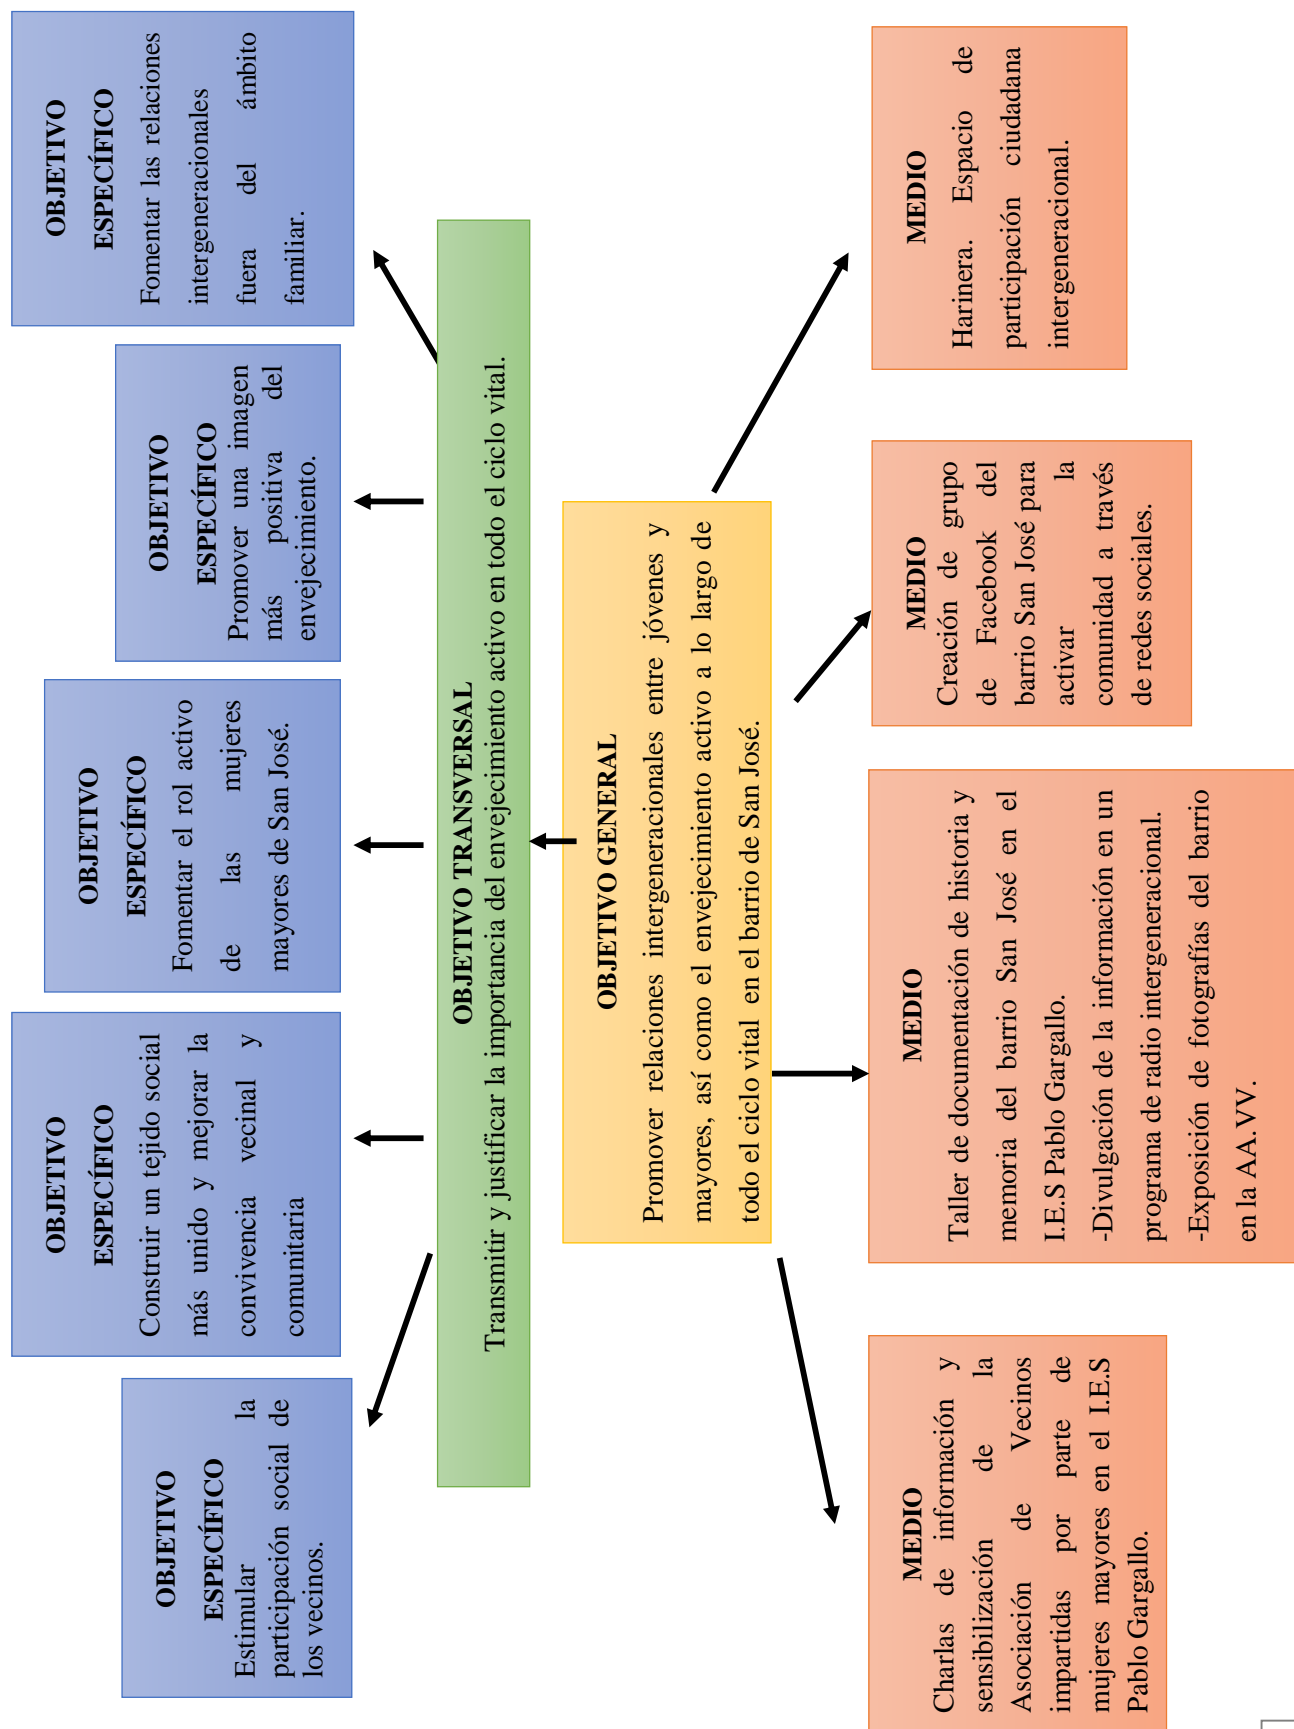 OBJETIVO
ESPECÍFICO
Estimular la
participación social de
los vecinos.
OBJETIVO
ESPECÍFICO
Construir un tejido social
más unido y mejorar la
convivencia vecinal y
comunitaria
OBJETIVO
ESPECÍFICO
Fomentar el rol activo
de las mujeres
mayores de San José.
OBJETIVO
ESPECÍFICO
Promover una imagen
más positiva del
envejecimiento.
OBJETIVO
ESPECÍFICO
Fomentar las relaciones
intergeneracionales
fuera del ámbito
familiar.
OBJETIVO TRANSVERSAL
Transmitir y justificar la importancia del envejecimiento activo en todo el ciclo vital.
OBJETIVO GENERAL
Promover relaciones intergeneracionales entre jóvenes y
mayores, así como el envejecimiento activo a lo largo de
todo el ciclo vital en el barrio de San José.
MEDIO
Charlas de información y
sensibilización de la
Asociación de Vecinos
impartidas por parte de
mujeres mayores en el I.E.S
Pablo Gargallo.
MEDIO
Taller de documentación de historia y
memoria del barrio San José en el
I.E.S Pablo Gargallo.
-Divulgación de la información en un
programa de radio intergeneracional.
-Exposición de fotografías del barrio
en la AA.VV.
MEDIO
Creación de grupo
de Facebook del
barrio San José para
activar la
comunidad a través
de redes sociales.
MEDIO
Harinera. Espacio de
participación ciudadana
intergeneracional.